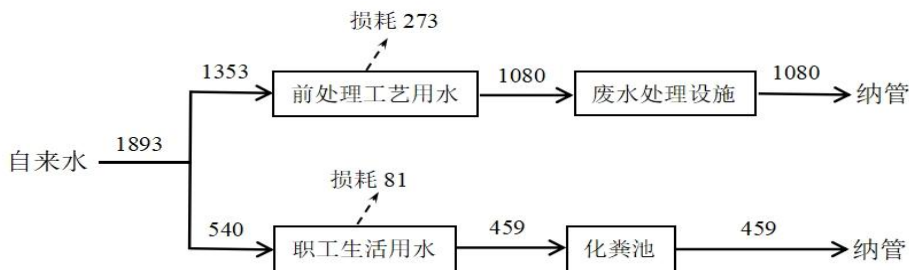 损耗 273
1353
前处理工艺用水
1080
废水处理设施
1080
纳管
自来水
1893
损耗 81
540
职工生活用水
459
化粪池
459
纳管